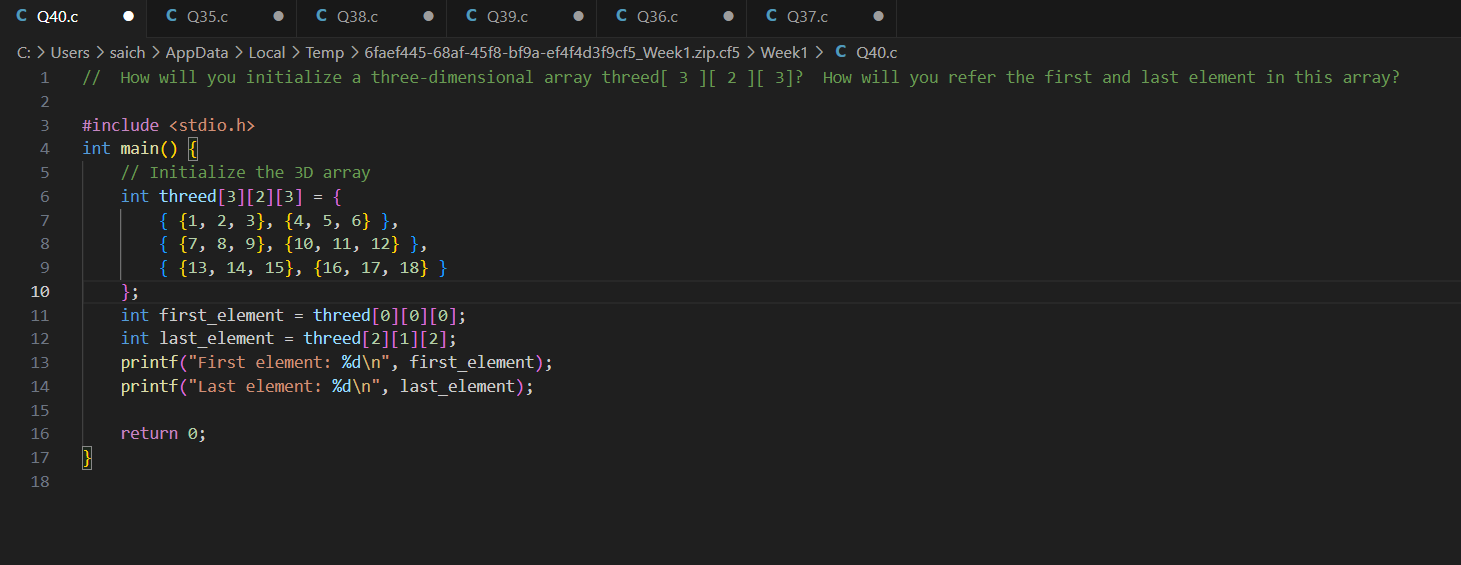 C Q40.c ● C Q35.c ● C Q38.c ● C Q39.c ● C Q36.c ● C Q37.c ●
C: > Users > saich > AppData > Local > Temp > 6faef445-68af-45f8-bf9a-ef4f4d3f9cf5_Week1.zip.cf5 > Week1 > C Q40.c
1 //  How will you initialize a three-dimensional array threed[ 3 ][ 2 ][ 3]?  How will you refer the first and last element in this array?
2
3 #include <stdio.h>
4 int main() {
5     // Initialize the 3D array
6     int threed[3][2][3] = {
7         { {1, 2, 3}, {4, 5, 6} },
8         { {7, 8, 9}, {10, 11, 12} },
9         { {13, 14, 15}, {16, 17, 18} }
10     };
11     int first_element = threed[0][0][0];
12     int last_element = threed[2][1][2];
13     printf("First element: %d\n", first_element);
14     printf("Last element: %d\n", last_element);
15
16     return 0;
17 }
18